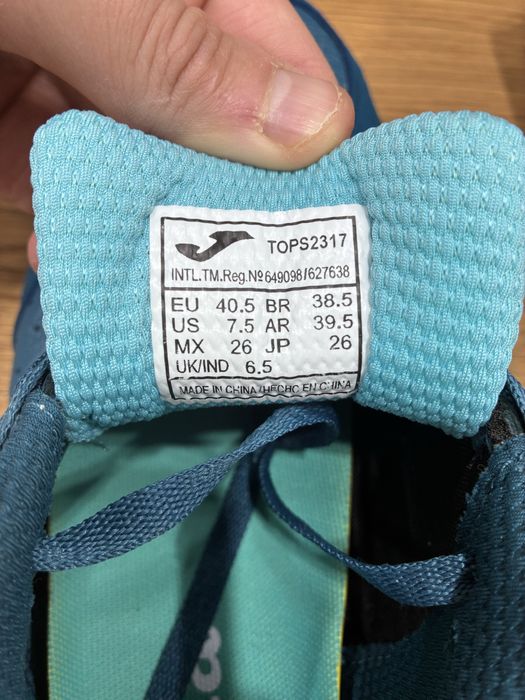 TOPS2317
INTL.TM.Reg.Nº649098/627638
EU 40.5 BR 38.5
US 7.5 AR 39.5
MX 26 JP 26
UK/IND 6.5
MADE IN CHINA/HECHO EN CHINA